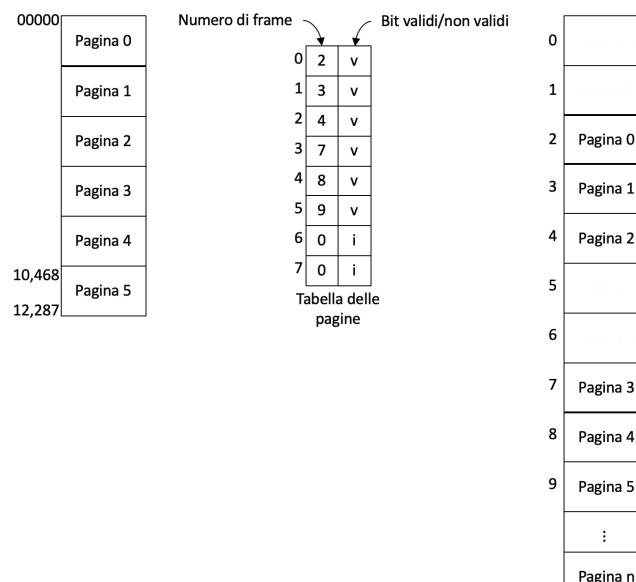 00000
Pagina 0
Pagina 1
Pagina 2
Pagina 3
Pagina 4
10,468
Pagina 5
12,287
Numero di frame
Bit validi/non validi
0 2 v
1 3 v
2 4 v
3 7 v
4 8 v
5 9 v
6 0 i
7 0 i
Tabella delle
pagine
0
1
2 Pagina 0
3 Pagina 1
4 Pagina 2
5
6
7 Pagina 3
8 Pagina 4
9 Pagina 5
⋮
Pagina n